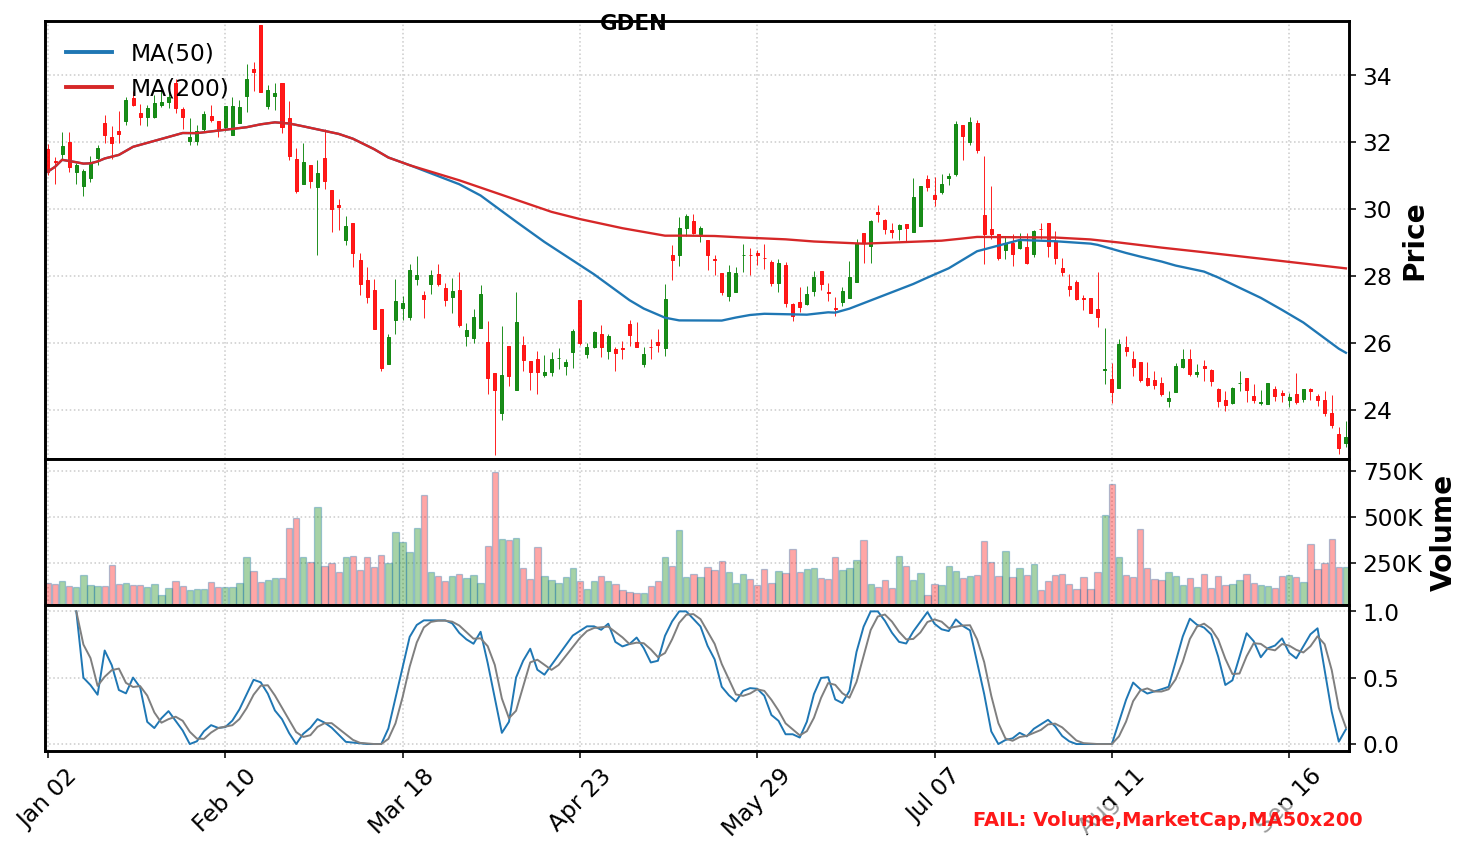 GDEN
MA(50)
MA(200)
34
32
30
28
26
24
Price
750K
500K
250K
Volume
1.0
0.5
0.0
Jan 02
Feb 10
Mar 18
Apr 23
May 29
Jul 07
Aug 11
Sep 16
FAIL: Volume,MarketCap,MA50x200